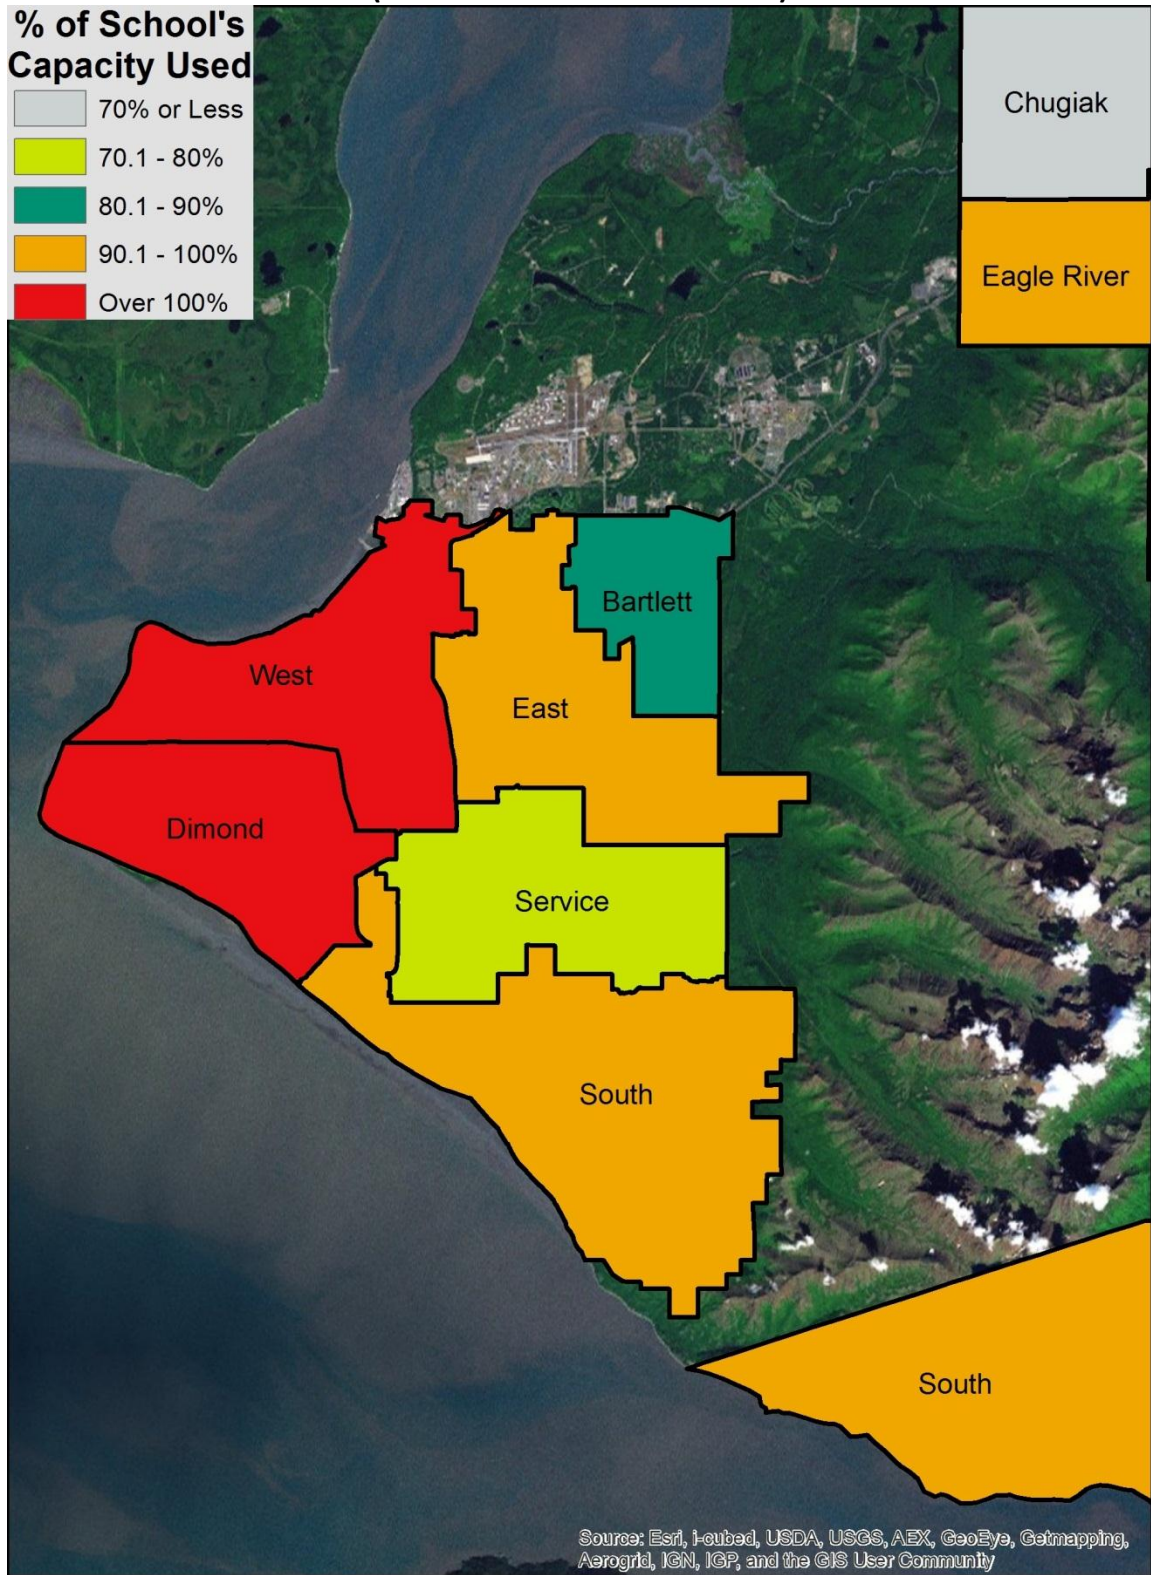 % of School's
Capacity Used
70% or Less
70.1 - 80%
80.1 - 90%
90.1 - 100%
Over 100%
Chugiak
Eagle River
Bartlett
West
East
Dimond
Service
South
South
Source: Esri, i-cubed, USDA, USGS, AEX, GeoEye, Getmapping,
Aerogrid, IGN, IGP, and the GIS User Community